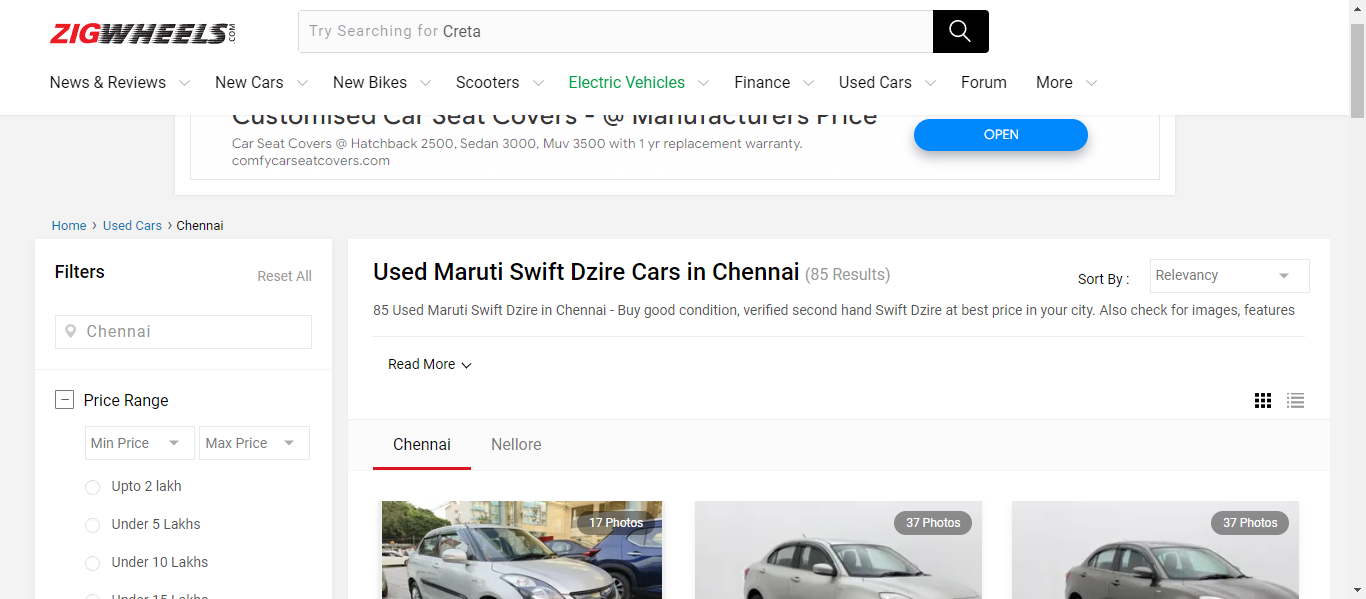 ZIGWHEELS.COM
Try Searching for Creta
News & Reviews New Cars New Bikes Scooters Electric Vehicles Finance Used Cars Forum More
Customised Car Seat Covers - @ Manufacturers Price
Car Seat Covers @ Hatchback 2500, Sedan 3000, Muv 3500 with 1 yr replacement warranty.
comfycarseatcovers.com
OPEN
Home › Used Cars › Chennai
Filters
Reset All
Chennai
Price Range
Min Price Max Price
Upto 2 lakh
Under 5 Lakhs
Under 10 Lakhs
Under 15 Lakhs
Used Maruti Swift Dzire Cars in Chennai (85 Results)
Sort By : Relevancy
85 Used Maruti Swift Dzire in Chennai - Buy good condition, verified second hand Swift Dzire at best price in your city. Also check for images, features
Read More
Chennai Nellore
17 Photos
37 Photos
37 Photos